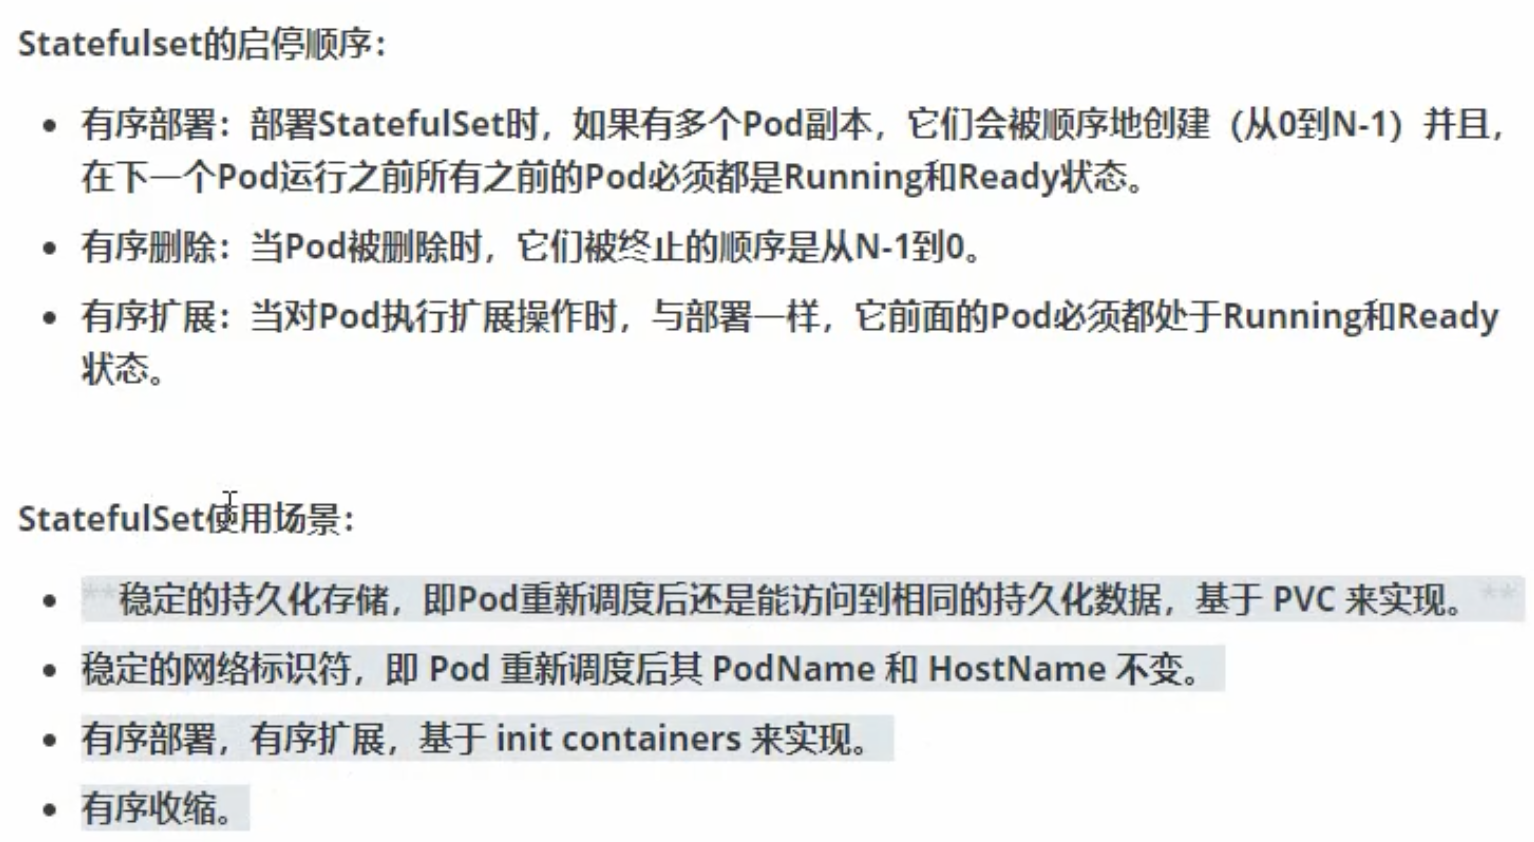 Statefulset的启停顺序：
有序部署：部署StatefulSet时，如果有多个Pod副本，它们会被顺序地创建（从0到N-1）并且，
在下一个Pod运行之前所有之前的Pod必须都是Running和Ready状态。
有序删除：当Pod被删除时，它们被终止的顺序是从N-1到0。
有序扩展：当对Pod执行扩展操作时，与部署一样，它前面的Pod必须都处于Running和Ready
状态。
StatefulSet使用场景：
**稳定的持久化存储，即Pod重新调度后还是能访问到相同的持久化数据，基于 PVC 来实现。**
稳定的网络标识符，即 Pod 重新调度后其 PodName 和 HostName 不变。
有序部署，有序扩展，基于 init containers 来实现。
有序收缩。